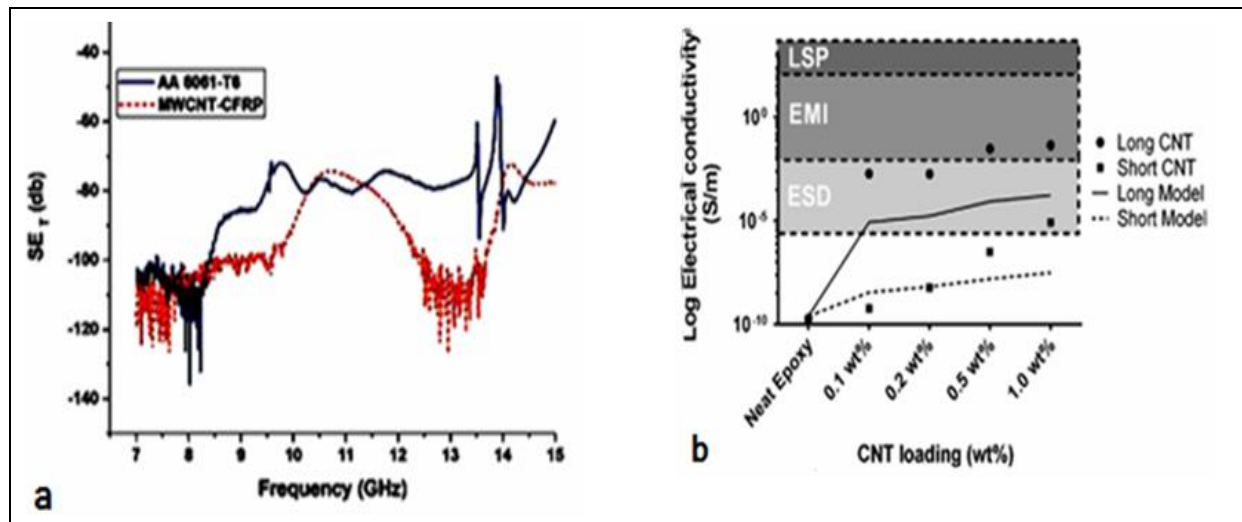 -40
-60
-80
-100
-120
-140
SE T (db)
AA 6061-T6
MWCNT-CFRP
7 8 9 10 11 12 13 14 15
Frequency (GHz)
a
Log Electrical conductivity
(S/m)
10^0
10^-5
10^-10
LSP
EMI
ESD
Long CNT
Short CNT
Long Model
Short Model
Neat Epoxy
0.1 wt%
0.2 wt%
0.5 wt%
1.0 wt%
CNT loading (wt%)
b